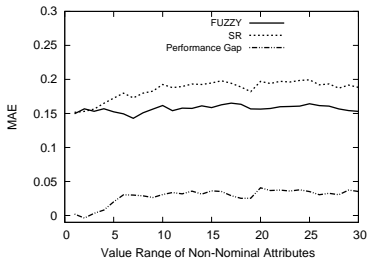 0.3
0.25
0.2
0.15
0.1
0.05
0
MAE
FUZZY
SR
Performance Gap
0 5 10 15 20 25 30
Value Range of Non-Nominal Attributes